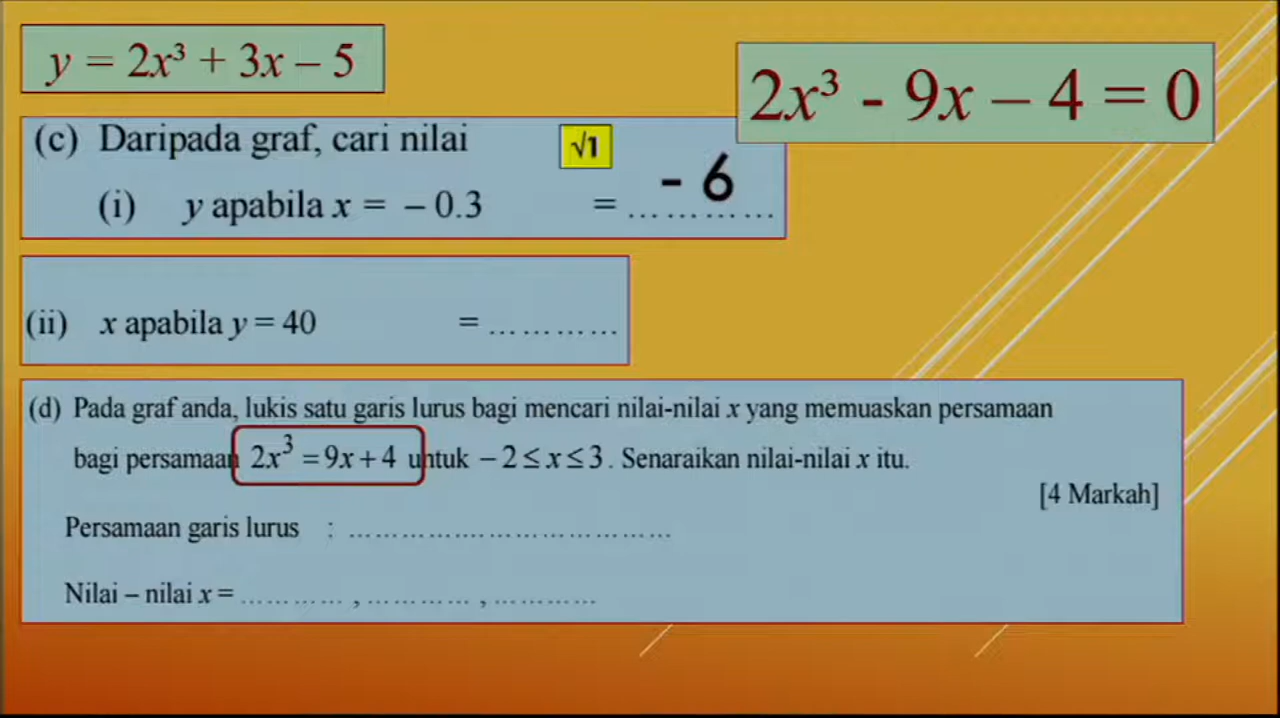 y = 2x³ + 3x – 5
2x³ - 9x – 4 = 0
(c) Daripada graf, cari nilai
√1
(i) y apabila x = – 0.3 = ………… - 6
(ii) x apabila y = 40 = …………
(d) Pada graf anda, lukis satu garis lurus bagi mencari nilai-nilai x yang memuaskan persamaan
bagi persamaan 2x³ = 9x + 4 untuk – 2 ≤ x ≤ 3 . Senaraikan nilai-nilai x itu.
[4 Markah]
Persamaan garis lurus : ……………………………
Nilai – nilai x = ………… , ………… , …………